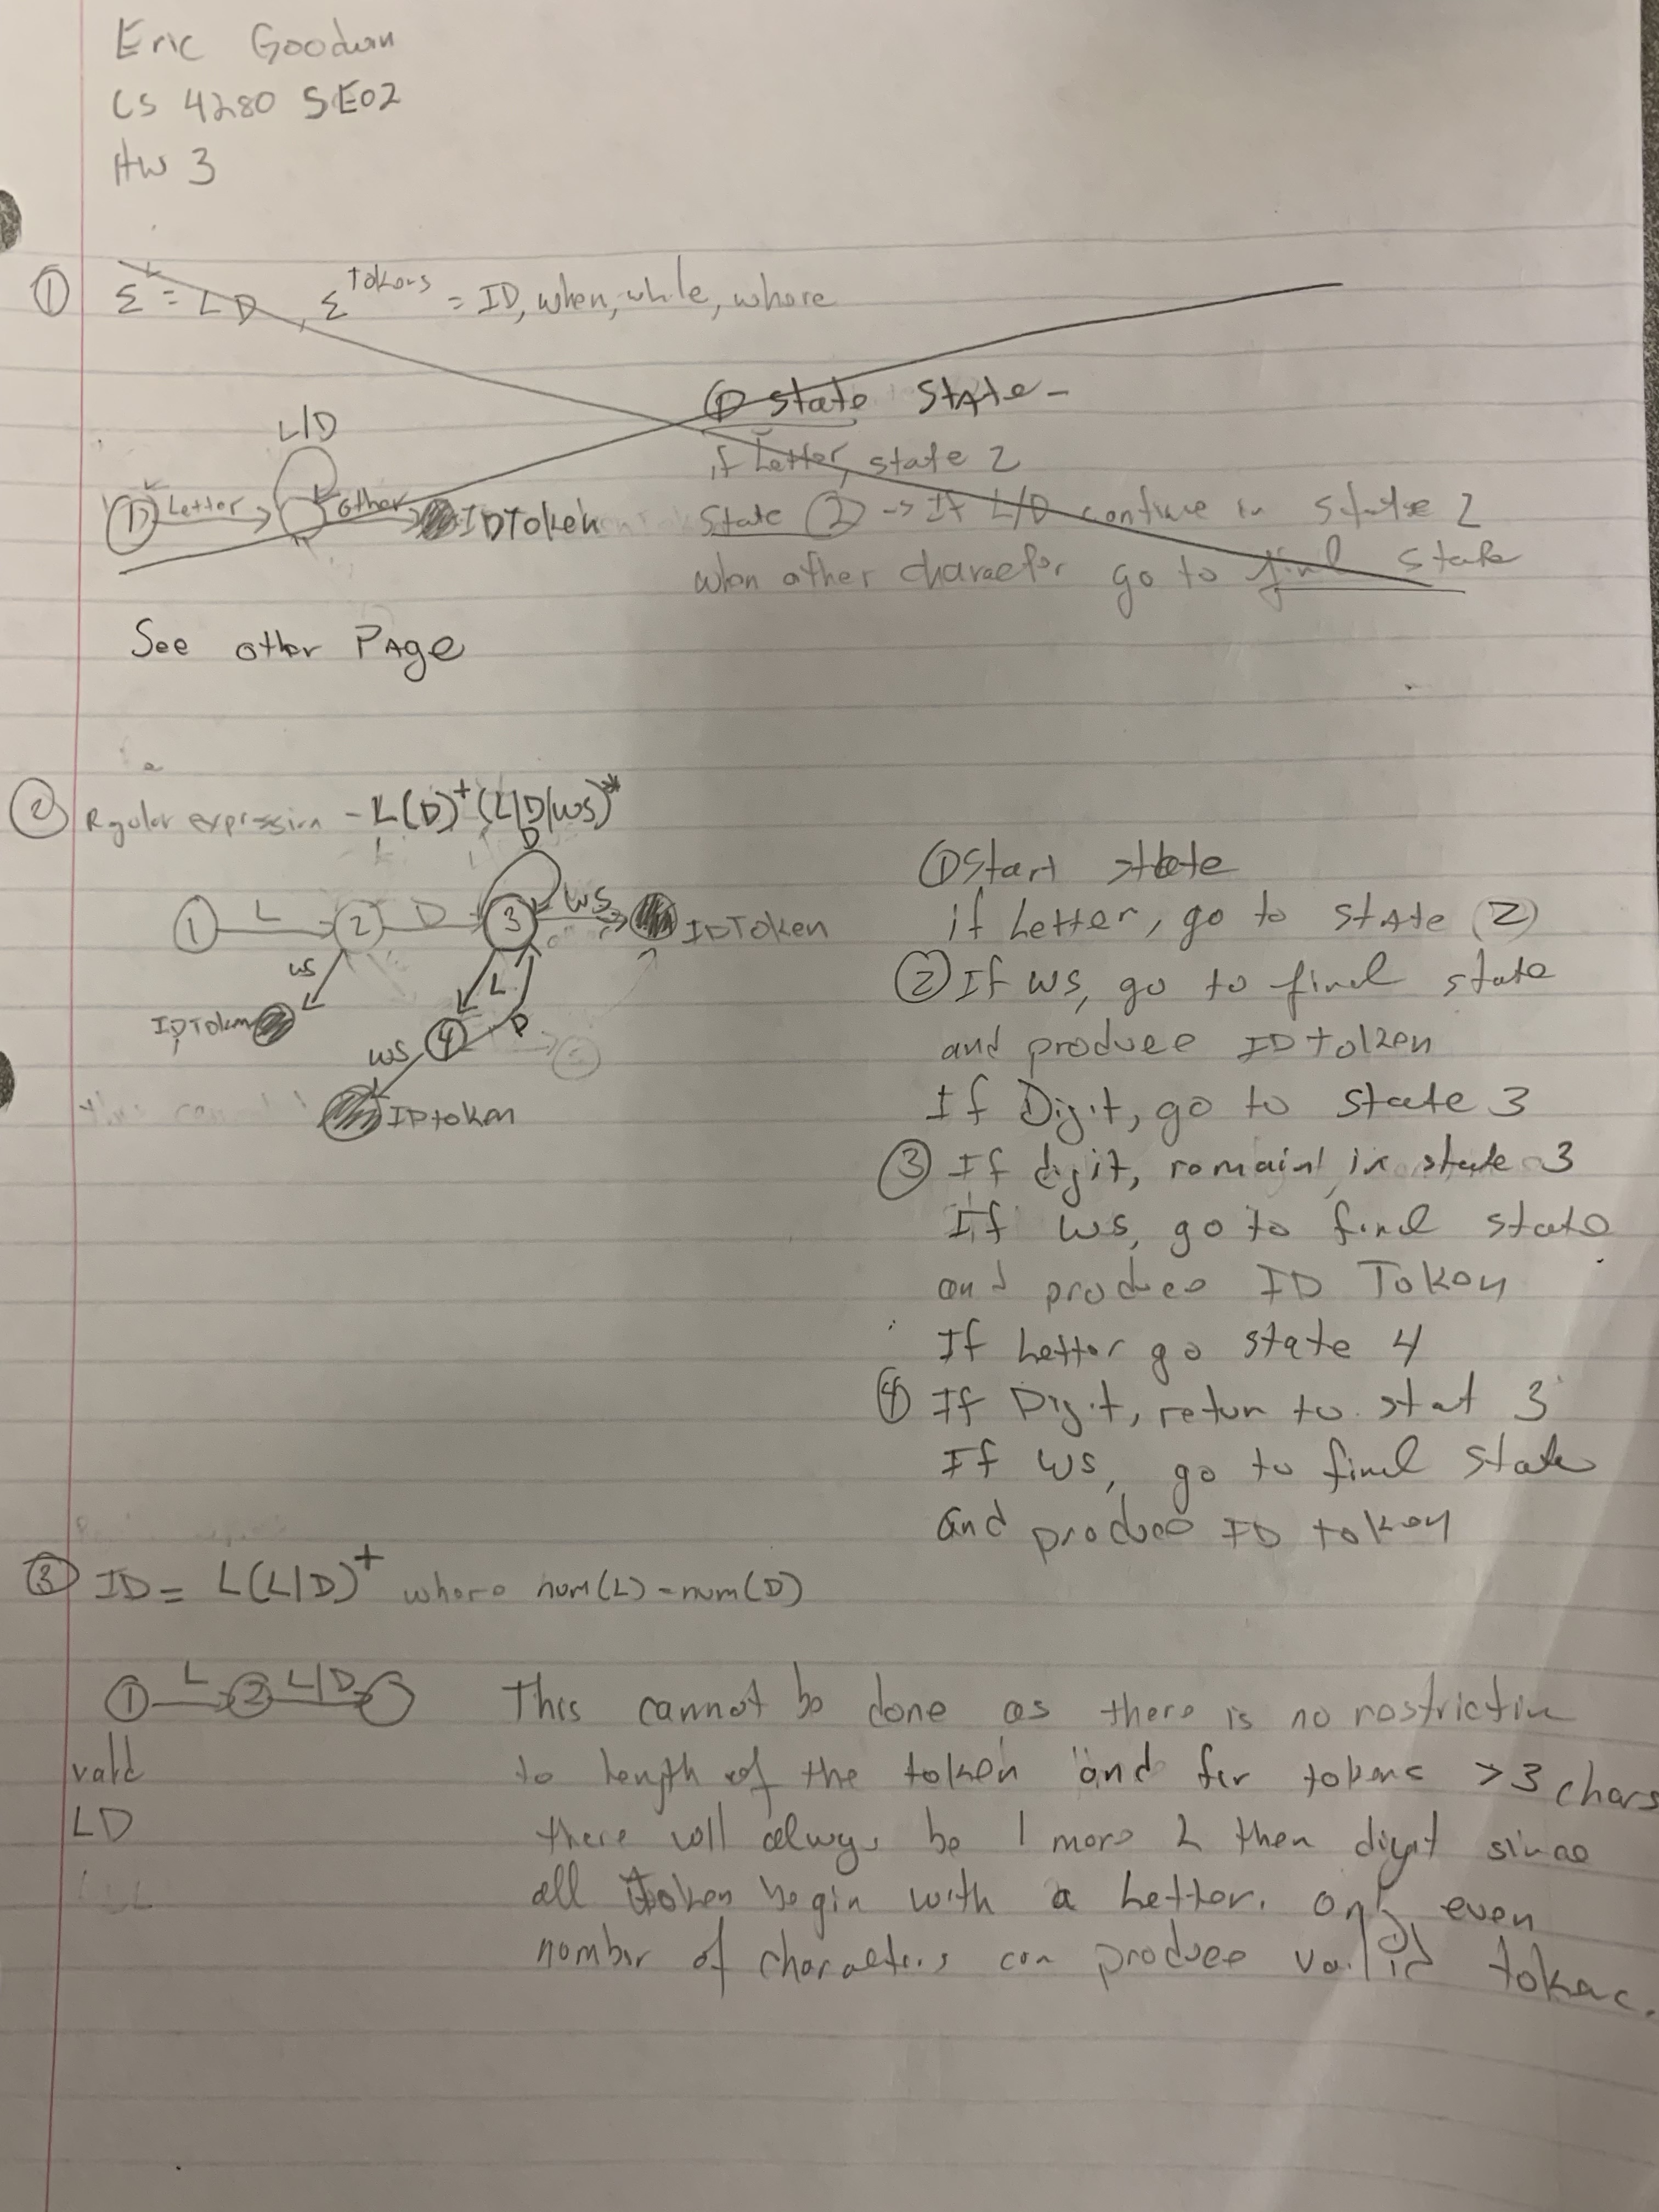 Eric Goodwin
CS 4280 SE02
HW 3
① Σ^L = L D, Σ^Tokens = ID, when, while, where
① state State -
L/D
if Letter, state 2
① Letter other IDToken
State ② -> If L/D continue in state 2
when other character go to final state
See other PAge
② Rgular expression - L(D)⁺(L|D|WS)*
D
① L ② D ③ WS IDToken
WS L D
IDToken
WS ④
IDtoken
① Start state
if Letter, go to stAte ②
② If WS, go to final state
and produce ID token
If Digit, go to state 3
③ If digit, remain in state 3
If WS, go to final state
and produce ID Token
If Letter go state 4
④ If Digit, return to stat 3
If WS, go to final state
and produce ID token
③ ID = L(L|D)⁺ where num(L) = num(D)
① L ② L|D
valid
LD
This cannot be done as there is no restriction
to length of the token and for tokens >3 chars
there will always be 1 more L then digit since
all token begin with a Letter. only even
number of characters can produce valid tokens.